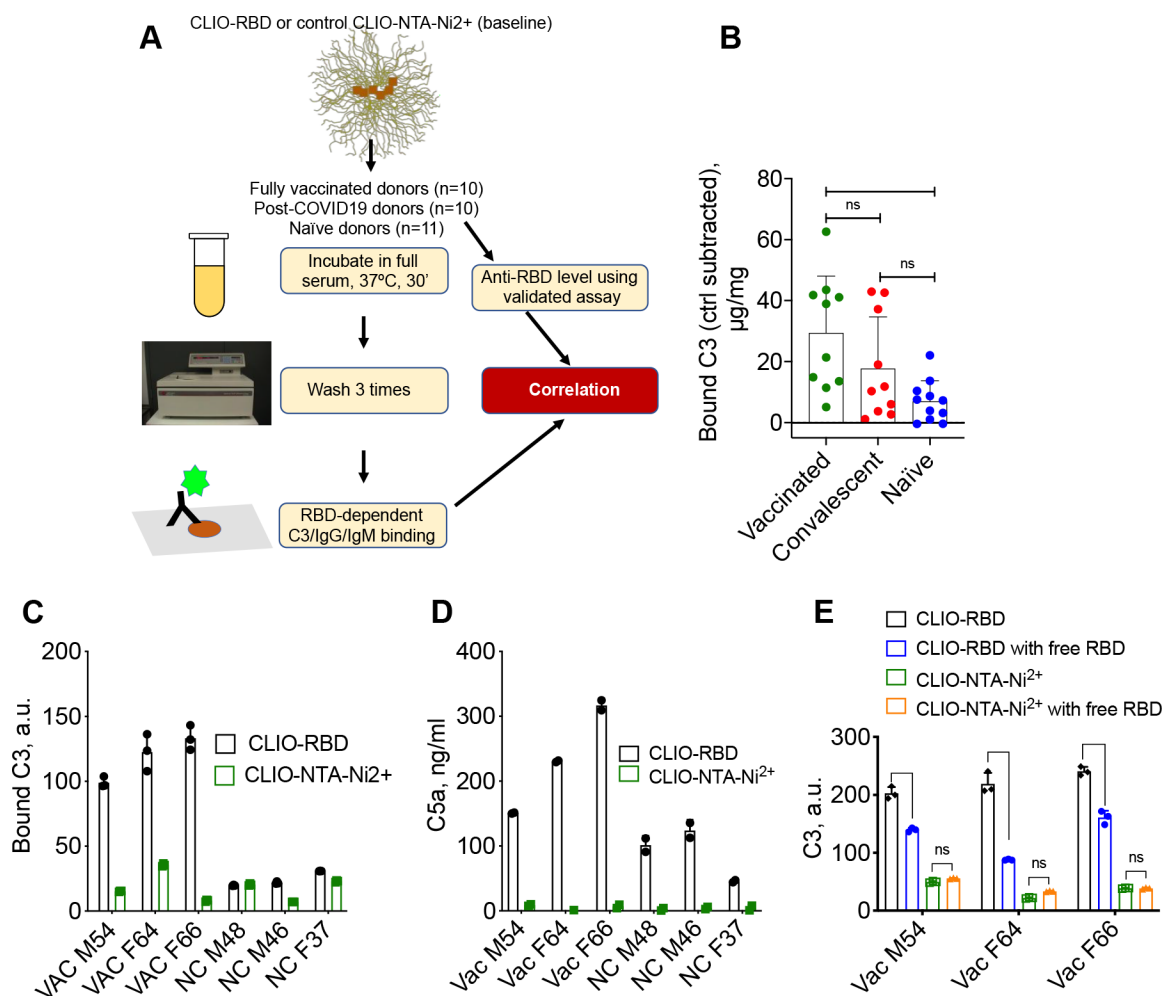 A
CLIO-RBD or control CLIO-NTA-Ni2+ (baseline)
Fully vaccinated donors (n=10)
Post-COVID19 donors (n=10)
Naïve donors (n=11)
Incubate in full
serum, 37ºC, 30’
Anti-RBD level using
validated assay
Wash 3 times
Correlation
RBD-dependent
C3/IgG/IgM binding
B
Bound C3 (ctrl subtracted),
µg/mg
80
60
40
20
0
ns
ns
Vaccinated
Convalescent
Naïve
C
Bound C3, a.u.
200
150
100
50
0
CLIO-RBD
CLIO-NTA-Ni2+
VAC M54
VAC F64
VAC F66
NC M48
NC M46
NC F37
D
C5a, ng/ml
400
300
200
100
0
CLIO-RBD
CLIO-NTA-Ni2+
Vac M54
Vac F64
Vac F66
NC M48
NC M46
NC F37
E
CLIO-RBD
CLIO-RBD with free RBD
CLIO-NTA-Ni2+
CLIO-NTA-Ni2+ with free RBD
C3, a.u.
300
200
100
0
ns
ns
ns
Vac M54
Vac F64
Vac F66